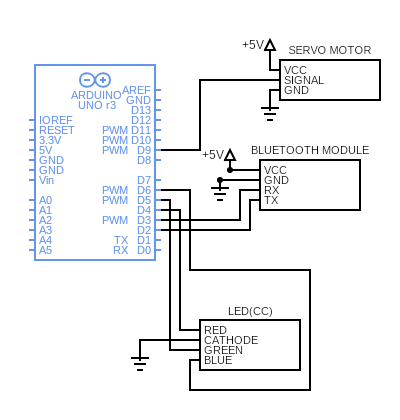 +5V
SERVO MOTOR
VCC
SIGNAL
GND
ARDUINO
UNO r3
AREF
GND
D13
IOREF
D12
RESET
PWM D11
3.3V
PWM D10
5V
PWM D9
GND
D8
GND
Vin
D7
PWM D6
A0
PWM D5
A1
D4
A2
PWM D3
A3
D2
A4
TX D1
A5
RX D0
+5V
BLUETOOTH MODULE
VCC
GND
RX
TX
LED(CC)
RED
CATHODE
GREEN
BLUE